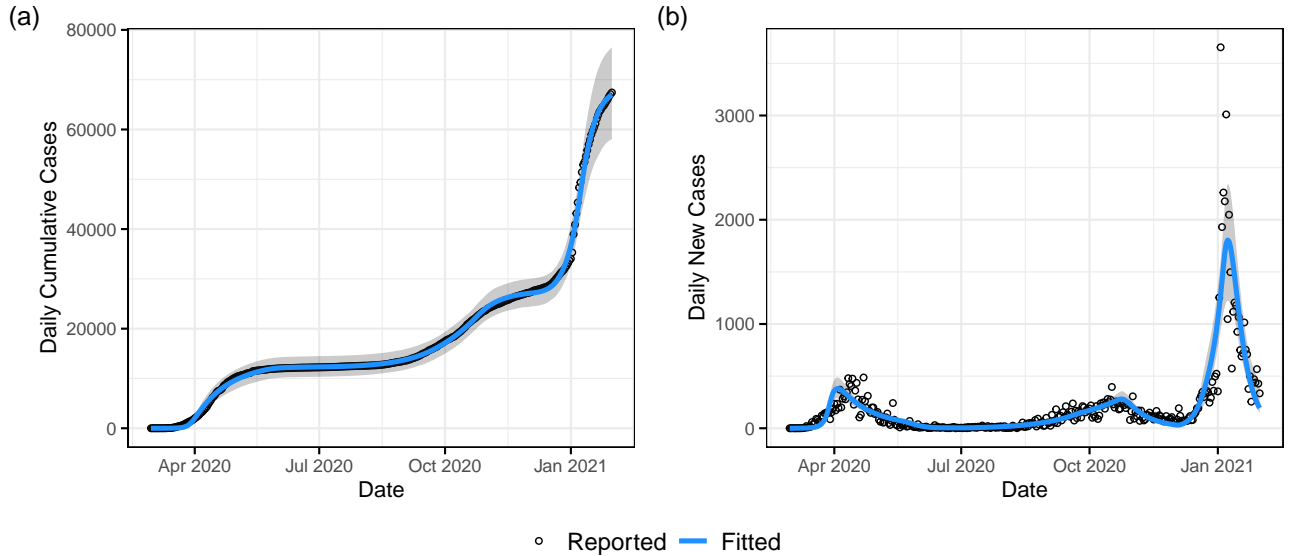 (a)
(b)
80000
60000
40000
20000
0
Daily Cumulative Cases
Apr 2020
Jul 2020
Oct 2020
Jan 2021
Date
3000
2000
1000
0
Daily New Cases
Apr 2020
Jul 2020
Oct 2020
Jan 2021
Date
Reported
Fitted